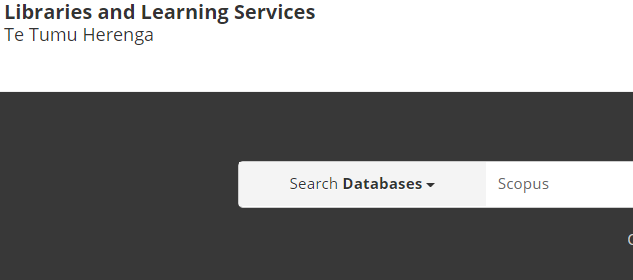 Libraries and Learning Services
Te Tumu Herenga
Search Databases Scopus